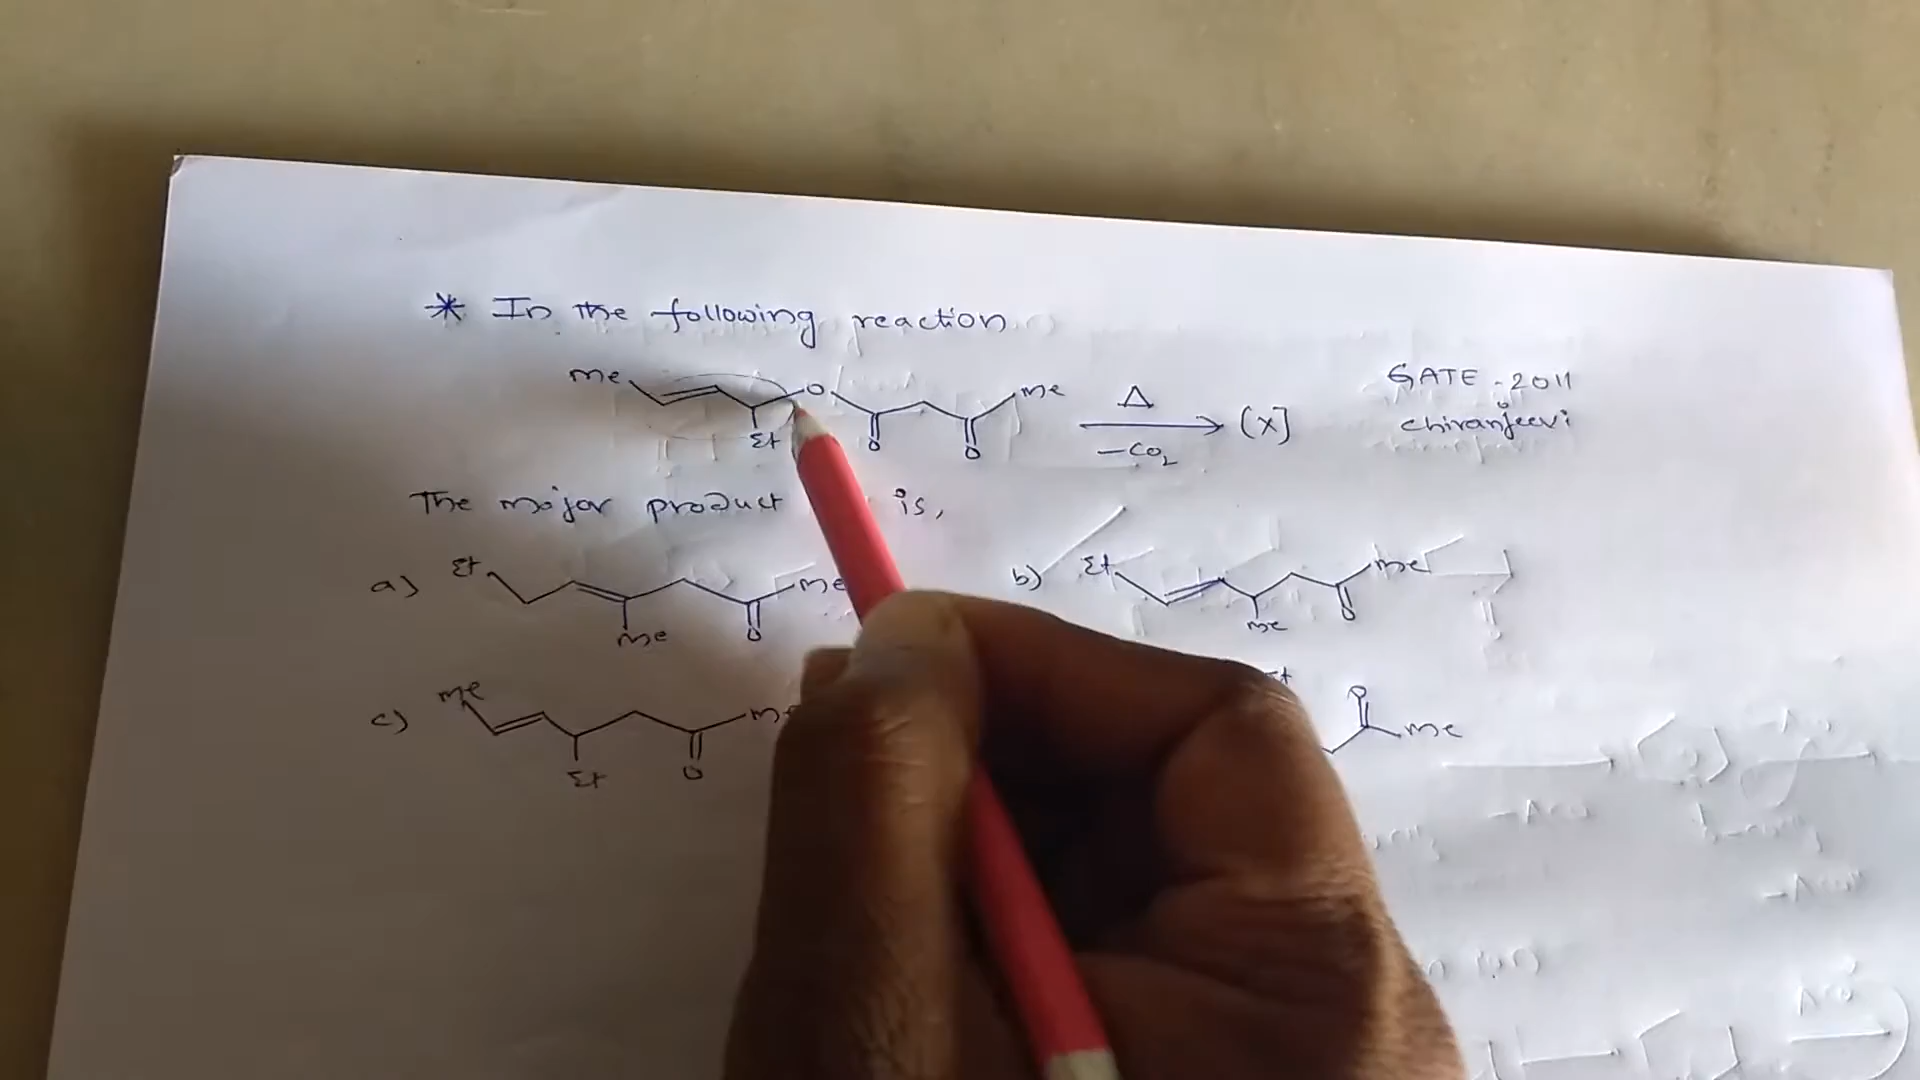 * In the following reaction
Me O Me Δ [X] GATE-2011
Et O O -CO2 chiranjeevi
The major product is,
a) Et Me O Me
b) Et Me O Me
c) Me Et O Me
O Me